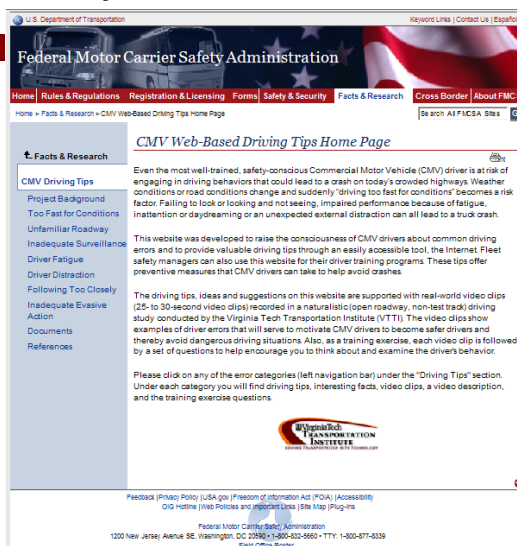 U.S. Department of Transportation
Keyword Links | Contact Us | Español
Federal Motor Carrier Safety Administration
Home Rules & Regulations Registration & Licensing Forms Safety & Security Facts & Research Cross Border About FMCS
Home » Facts & Research » CMV Web-Based Driving Tips Home Page
Search All FMCSA Sites
CMV Web-Based Driving Tips Home Page
Facts & Research
CMV Driving Tips
Project Background
Too Fast for Conditions
Unfamiliar Roadway
Inadequate Surveillance
Driver Fatigue
Driver Distraction
Following Too Closely
Inadequate Evasive
Action
Documents
References
Even the most well-trained, safety-conscious Commercial Motor Vehicle (CMV) driver is at risk of
engaging in driving behaviors that could lead to a crash on today's crowded highways. Weather
conditions or road conditions change and suddenly "driving too fast for conditions" becomes a risk
factor. Failing to look or looking and not seeing, impaired performance because of fatigue,
inattention or daydreaming or an unexpected external distraction can all lead to a truck crash.
This website was developed to raise the consciousness of CMV drivers about common driving
errors and to provide valuable driving tips through an easily accessible tool, the Internet. Fleet
safety managers can also use this website for their driver training programs. These tips offer
preventive measures that CMV drivers can take to help avoid crashes.
The driving tips, ideas and suggestions on this website are supported with real-world video clips
(25- to 30-second video clips) recorded in a naturalistic (open roadway, non-test track) driving
study conducted by the Virginia Tech Transportation Institute (VTTI). The video clips show
examples of driver errors that will serve to motivate CMV drivers to become safer drivers and
thereby avoid dangerous driving situations. Also, as a training exercise, each video clip is followed
by a set of questions to help encourage you to think about and examine the driver's behavior.
Please click on any of the error categories (left navigation bar) under the "Driving Tips" section.
Under each category you will find driving tips, interesting facts, video clips, a video description,
and the training exercise questions.
VirginiaTech
TRANSPORTATION
INSTITUTE
DRIVING TRANSPORTATION WITH TECHNOLOGY
Feedback | Privacy Policy | USA.gov | Freedom of Information Act (FOIA) | Accessibility
OIG Hotline | Web Policies and Important Links | Site Map | Plug-ins
Federal Motor Carrier Safety Administration
1200 New Jersey Avenue SE, Washington, DC 20590 • 1-800-832-5660 • TTY: 1-800-877-8339
Field Office Roster